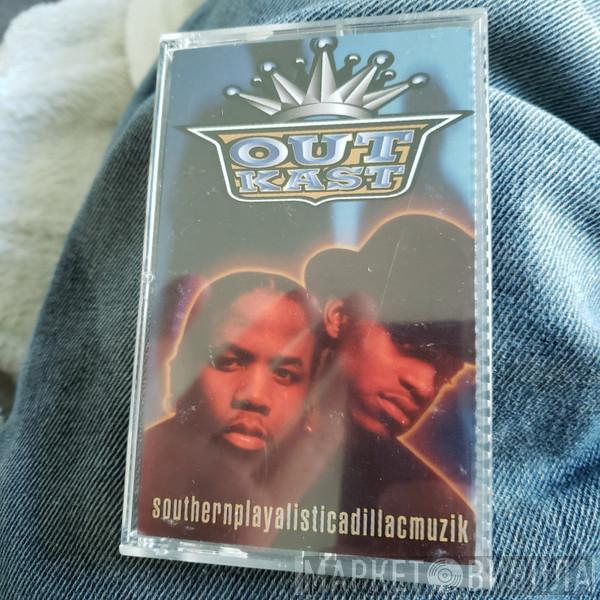 OUT
KAST
southernplayalisticadillacmuzik
МАРКЕТ ВИНИЛА